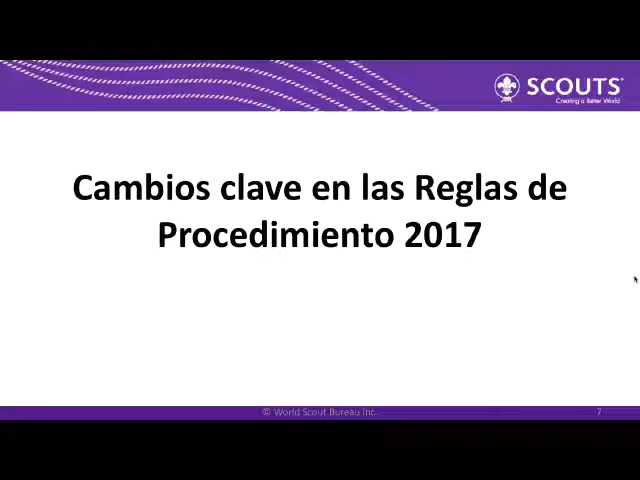 SCOUTS®
Creating a Better World
Cambios clave en las Reglas de
Procedimiento 2017
© World Scout Bureau Inc.
7